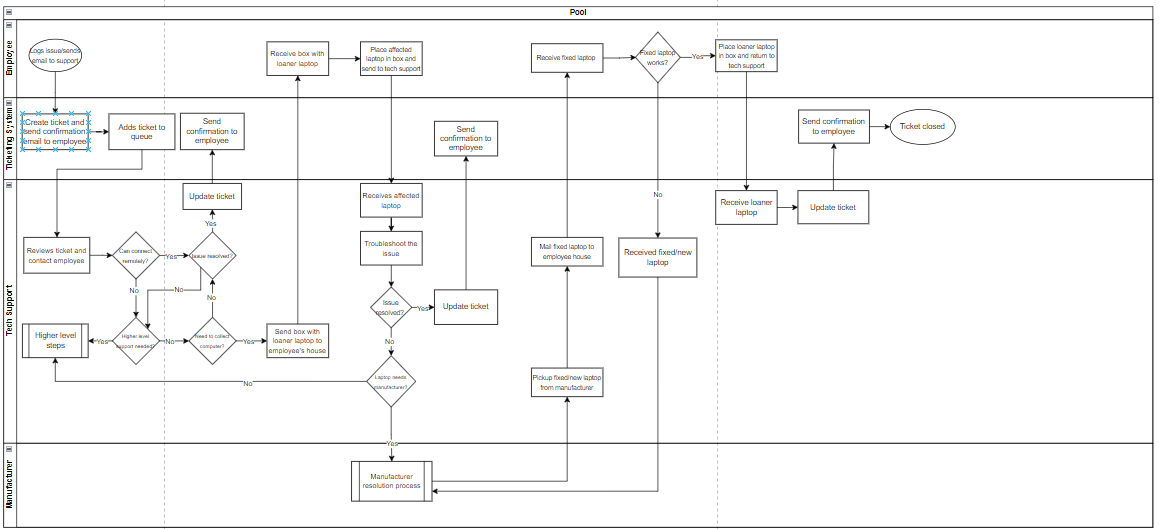 Pool
Employee
Logs issue/sends
email to support
Receive box with
loaner laptop
Place affected
laptop in box and
send to tech support
Receive fixed laptop
Fixed laptop
works?
Yes
Place loaner laptop
in box and return to
tech support
Ticketing System
Create ticket and
send confirmation
email to employee
Adds ticket to
queue
Send
confirmation to
employee
Send
confirmation to
employee
Send confirmation
to employee
Ticket closed
No
Tech Support
Update ticket
Receives affected
laptop
Receive loaner
laptop
Update ticket
Yes
Reviews ticket and
contact employee
Can connect
remotely?
Yes
Issue resolved?
Troubleshoot the
issue
Mail fixed laptop to
employee house
Received fixed/new
laptop
No
No
No
Issue
resolved?
Yes
Update ticket
Higher level
steps
Yes
Higher level
support needed?
No
Need to collect
computer?
Yes
Send box with
loaner laptop to
employee's house
No
Laptop needs
manufacturer?
No
Pickup fixed/new laptop
from manufacturer
Yes
Manufacturer
Manufacturer
resolution process